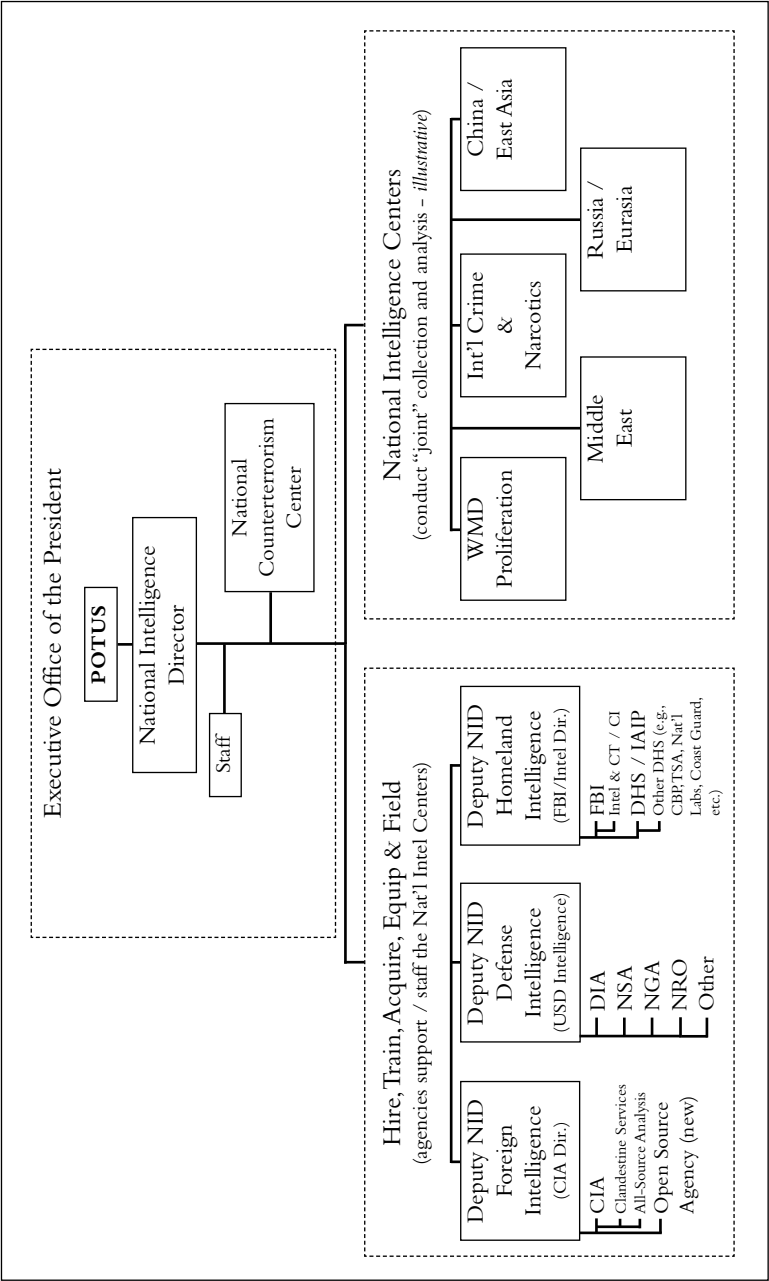 Executive Office of the President
POTUS
National Intelligence
Director
Staff
National
Counterterrorism
Center
Hire, Train, Acquire, Equip & Field
(agencies support / staff the Nat'l Intel Centers)
Deputy NID
Foreign
Intelligence
(CIA Dir.)
CIA
Clandestine Services
All-Source Analysis
Open Source
Agency (new)
Deputy NID
Defense
Intelligence
(USD Intelligence)
DIA
NSA
NGA
NRO
Other
Deputy NID
Homeland
Intelligence
(FBI/Intel Dir.)
FBI
Intel & CT / CI
DHS / IAIP
Other DHS (e.g.,
CBP, TSA, Nat'l
Labs, Coast Guard,
etc.)
National Intelligence Centers
(conduct “joint” collection and analysis – illustrative)
WMD
Proliferation
Int'l Crime
&
Narcotics
China /
East Asia
Middle
East
Russia /
Eurasia